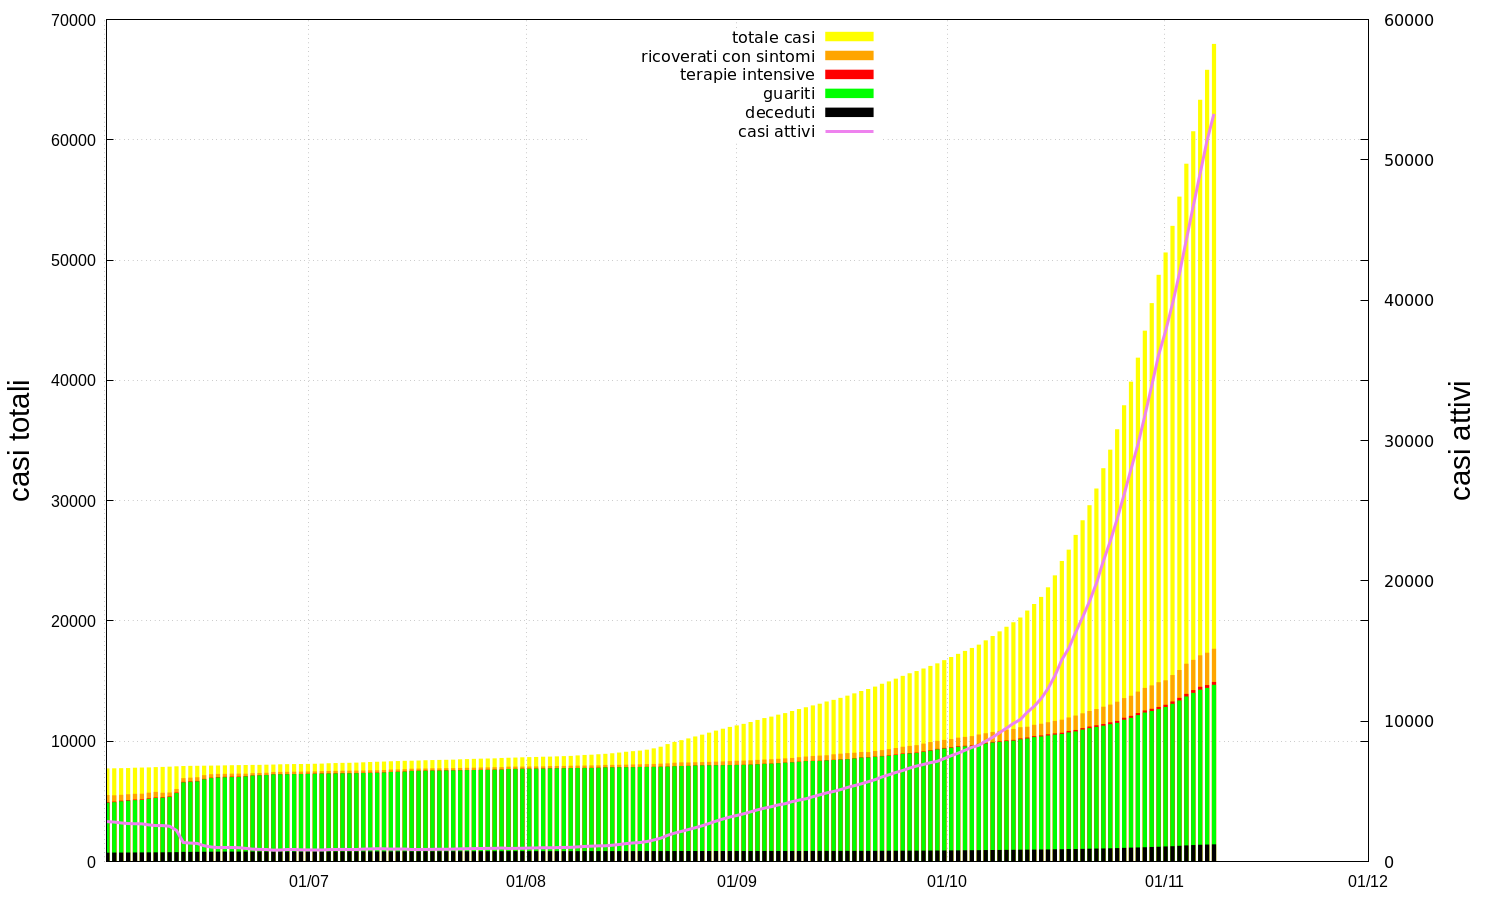 totale casi
ricoverati con sintomi
terapie intensive
guariti
deceduti
casi attivi
70000
60000
50000
40000
30000
20000
10000
0
casi totali
60000
50000
40000
30000
20000
10000
0
casi attivi
01/07
01/08
01/09
01/10
01/11
01/12